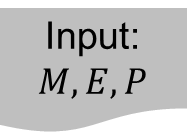 Input:
M, E, P